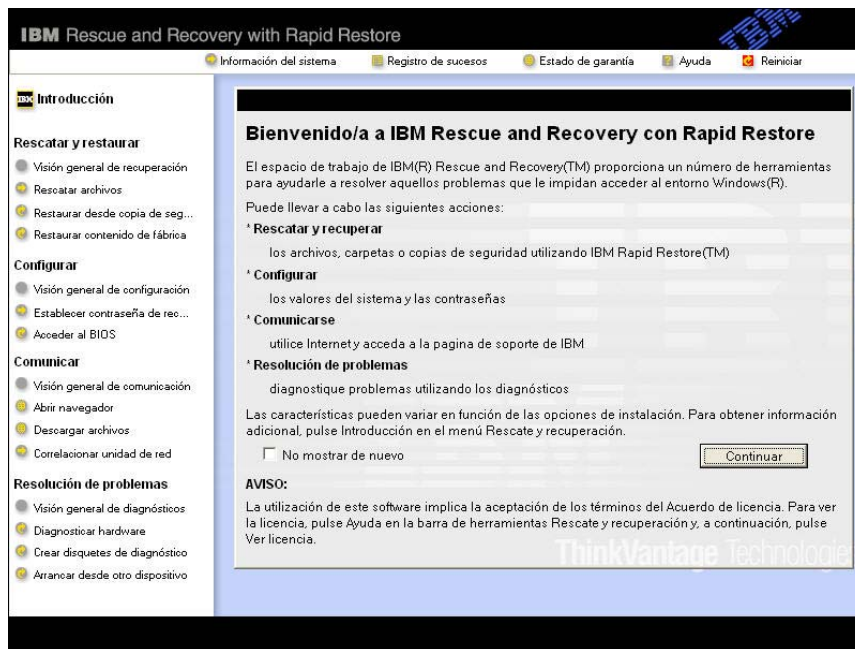 IBM Rescue and Recovery with Rapid Restore
IBM
Información del sistema
Registro de sucesos
Estado de garantía
Ayuda
Reiniciar
Introducción
Rescatar y restaurar
Visión general de recuperación
Rescatar archivos
Restaurar desde copia de seg...
Restaurar contenido de fábrica
Configurar
Visión general de configuración
Establecer contraseña de rec...
Acceder al BIOS
Comunicar
Visión general de comunicación
Abrir navegador
Descargar archivos
Correlacionar unidad de red
Resolución de problemas
Visión general de diagnósticos
Diagnosticar hardware
Crear disquetes de diagnóstico
Arrancar desde otro dispositivo
Bienvenido/a a IBM Rescue and Recovery con Rapid Restore
El espacio de trabajo de IBM(R) Rescue and Recovery(TM) proporciona un número de herramientas
para ayudarle a resolver aquellos problemas que le impidan acceder al entorno Windows(R).
Puede llevar a cabo las siguientes acciones:
* Rescatar y recuperar
los archivos, carpetas o copias de seguridad utilizando IBM Rapid Restore(TM)
* Configurar
los valores del sistema y las contraseñas
* Comunicarse
utilice Internet y acceda a la pagina de soporte de IBM
* Resolución de problemas
diagnostique problemas utilizando los diagnósticos
Las características pueden variar en función de las opciones de instalación. Para obtener información
adicional, pulse Introducción en el menú Rescate y recuperación.
No mostrar de nuevo
Continuar
AVISO:
La utilización de este software implica la aceptación de los términos del Acuerdo de licencia. Para ver
la licencia, pulse Ayuda en la barra de herramientas Rescate y recuperación y, a continuación, pulse
Ver licencia.
ThinkVantage Technologie